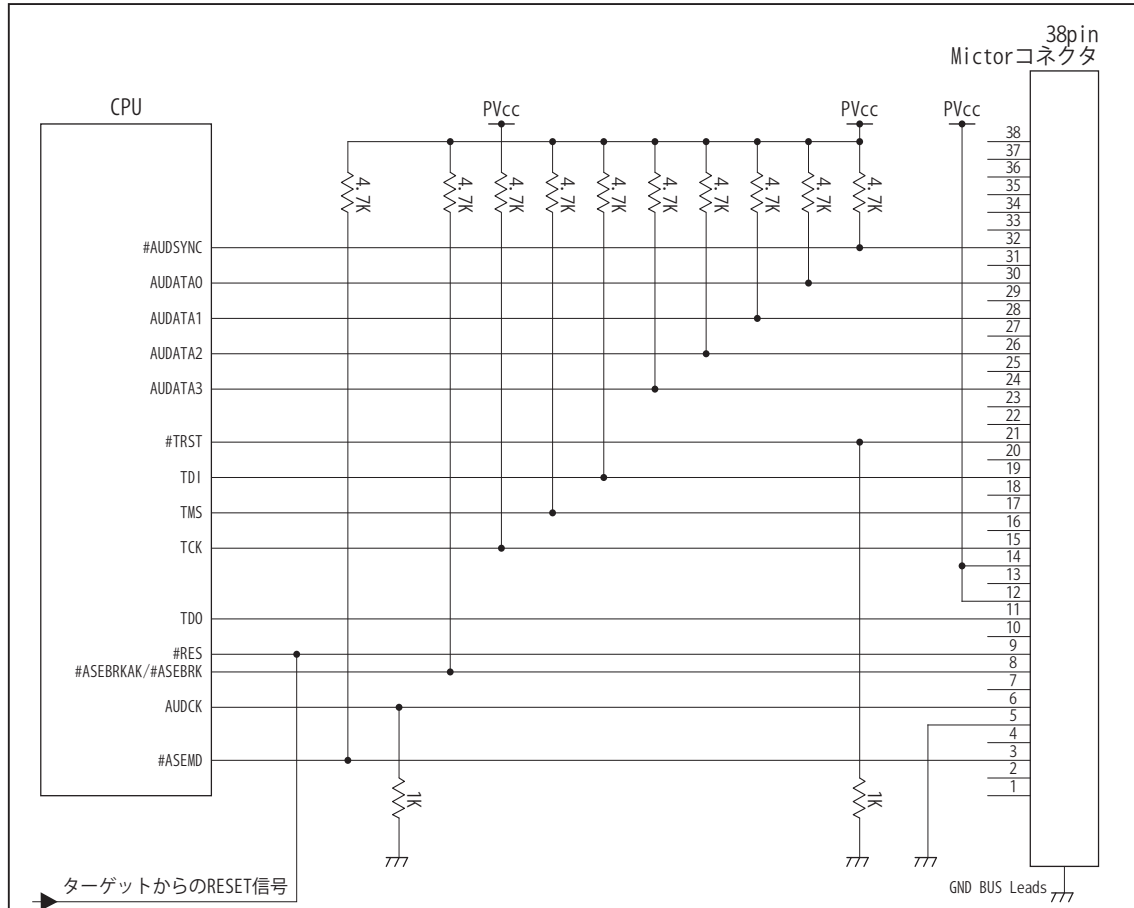 38pin
Mictorコネクタ
CPU
PVcc
PVcc
PVcc
4.7K
4.7K
4.7K
4.7K
4.7K
4.7K
4.7K
4.7K
4.7K
4.7K
38
37
36
35
34
33
32
31
30
29
28
27
26
25
24
23
22
21
20
19
18
17
16
15
14
13
12
11
10
9
8
7
6
5
4
3
2
1
#AUDSYNC
AUDATA0
AUDATA1
AUDATA2
AUDATA3
#TRST
TDI
TMS
TCK
TDO
#RES
#ASEBRKAK/#ASEBRK
AUDCK
#ASEMD
1K
1K
ターゲットからのRESET信号
GND BUS Leads